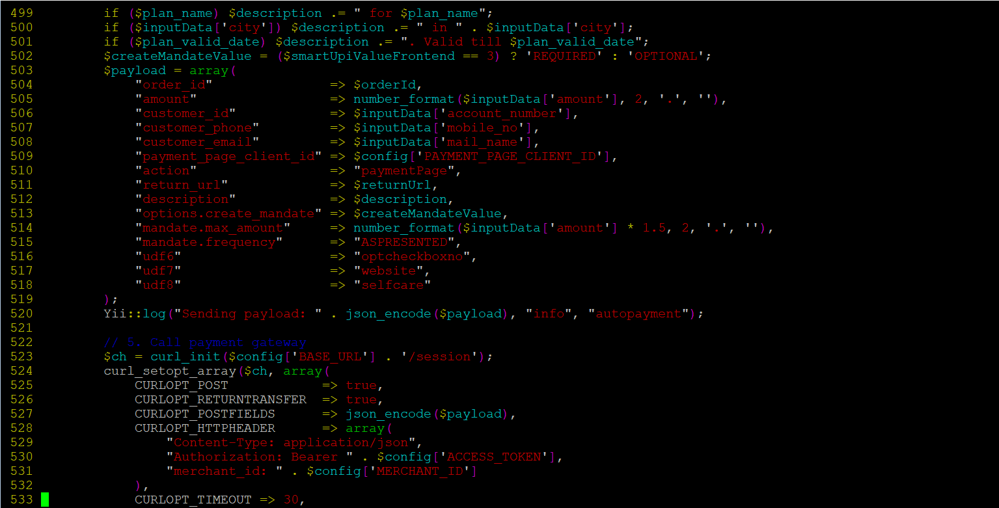 499         if ($plan_name) $description .= " for $plan_name";
500         if ($inputData['city']) $description .= " in " . $inputData['city'];
501         if ($plan_valid_date) $description .= ". Valid till $plan_valid_date";
502         $createMandateValue = ($smartUpiValueFrontend == 3) ? 'REQUIRED' : 'OPTIONAL';
503         $payload = array(
504             "order_id"               => $orderId,
505             "amount"                 => number_format($inputData['amount'], 2, '.', ''),
506             "customer_id"            => $inputData['account_number'],
507             "customer_phone"         => $inputData['mobile_no'],
508             "customer_email"         => $inputData['mail_name'],
509             "payment_page_client_id" => $config['PAYMENT_PAGE_CLIENT_ID'],
510             "action"                 => "paymentPage",
511             "return_url"             => $returnUrl,
512             "description"            => $description,
513             "options.create_mandate" => $createMandateValue,
514             "mandate.max_amount"     => number_format($inputData['amount'] * 1.5, 2, '.', ''),
515             "mandate.frequency"      => "ASPRESENTED",
516             "udf6"                   => "optcheckboxno",
517             "udf7"                   => "website",
518             "udf8"                   => "selfcare"
519         );
520         Yii::log("Sending payload: " . json_encode($payload), "info", "autopayment");
521
522         // 5. Call payment gateway
523         $ch = curl_init($config['BASE_URL'] . '/session');
524         curl_setopt_array($ch, array(
525             CURLOPT_POST            => true,
526             CURLOPT_RETURNTRANSFER  => true,
527             CURLOPT_POSTFIELDS      => json_encode($payload),
528             CURLOPT_HTTPHEADER      => array(
529                 "Content-Type: application/json",
530                 "Authorization: Bearer " . $config['ACCESS_TOKEN'],
531                 "merchant_id: " . $config['MERCHANT_ID']
532             ),
533             CURLOPT_TIMEOUT => 30,